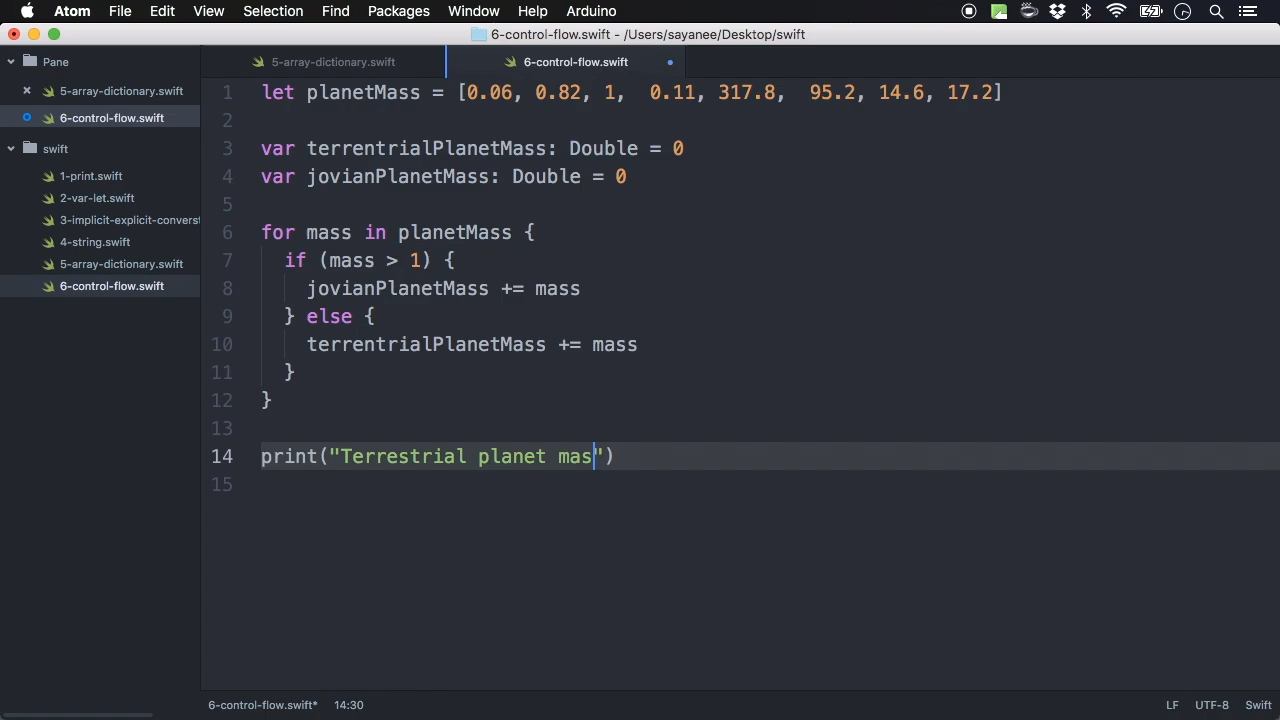 Atom File Edit View Selection Find Packages Window Help Arduino
6-control-flow.swift - /Users/sayanee/Desktop/swift
Pane
5-array-dictionary.swift
6-control-flow.swift
swift
1-print.swift
2-var-let.swift
3-implicit-explicit-converst
4-string.swift
5-array-dictionary.swift
6-control-flow.swift
5-array-dictionary.swift 6-control-flow.swift
1 let planetMass = [0.06, 0.82, 1,  0.11, 317.8,  95.2, 14.6, 17.2]
2
3 var terrentrialPlanetMass: Double = 0
4 var jovianPlanetMass: Double = 0
5
6 for mass in planetMass {
7   if (mass > 1) {
8     jovianPlanetMass += mass
9   } else {
10     terrentrialPlanetMass += mass
11   }
12 }
13
14 print("Terrestrial planet mas")
15
6-control-flow.swift* 14:30 LF UTF-8 Swift